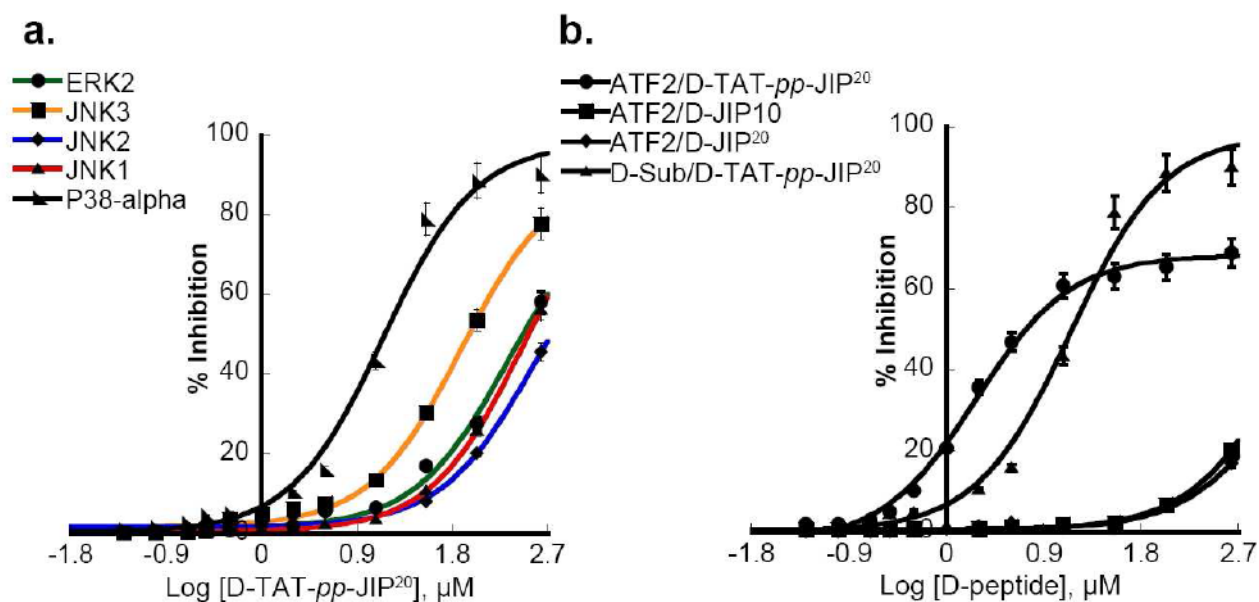 a.
ERK2
JNK3
JNK2
JNK1
P38-alpha
100
80
60
40
20
0
% Inhibition
-1.8 -0.9 0 0.9 1.8 2.7
Log [D-TAT-pp-JIP²⁰], µM
b.
ATF2/D-TAT-pp-JIP²⁰
ATF2/D-JIP10
ATF2/D-JIP²⁰
D-Sub/D-TAT-pp-JIP²⁰
100
80
60
40
20
0
% Inhibition
-1.8 -0.9 0 0.9 1.8 2.7
Log [D-peptide], µM